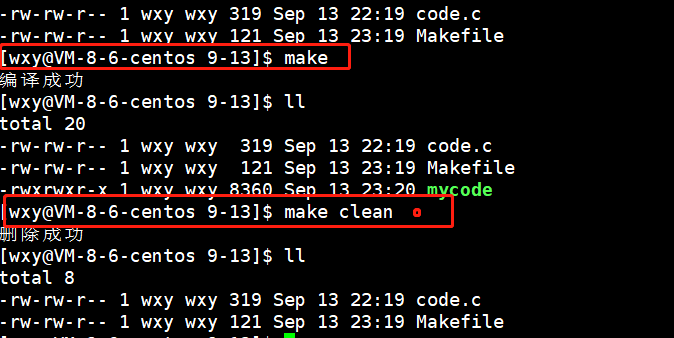 -rw-rw-r-- 1 wxy wxy 319 Sep 13 22:19 code.c
-rw-rw-r-- 1 wxy wxy 121 Sep 13 23:19 Makefile
[wxy@VM-8-6-centos 9-13]$ make
编译成功
[wxy@VM-8-6-centos 9-13]$ ll
total 20
-rw-rw-r-- 1 wxy wxy  319 Sep 13 22:19 code.c
-rw-rw-r-- 1 wxy wxy  121 Sep 13 23:19 Makefile
-rwxrwxr-x 1 wxy wxy 8360 Sep 13 23:20 mycode
[wxy@VM-8-6-centos 9-13]$ make clean
删除成功
[wxy@VM-8-6-centos 9-13]$ ll
total 8
-rw-rw-r-- 1 wxy wxy 319 Sep 13 22:19 code.c
-rw-rw-r-- 1 wxy wxy 121 Sep 13 23:19 Makefile